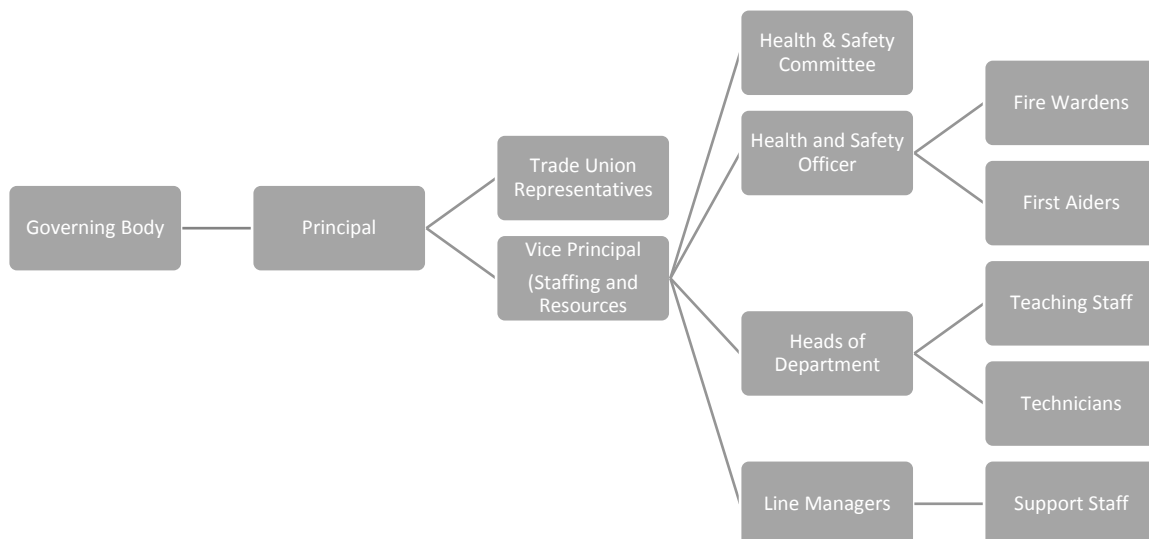 Governing Body
Principal
Trade Union
Representatives
Vice Principal
(Staffing and
Resources
Health & Safety
Committee
Health and Safety
Officer
Heads of
Department
Line Managers
Fire Wardens
First Aiders
Teaching Staff
Technicians
Support Staff